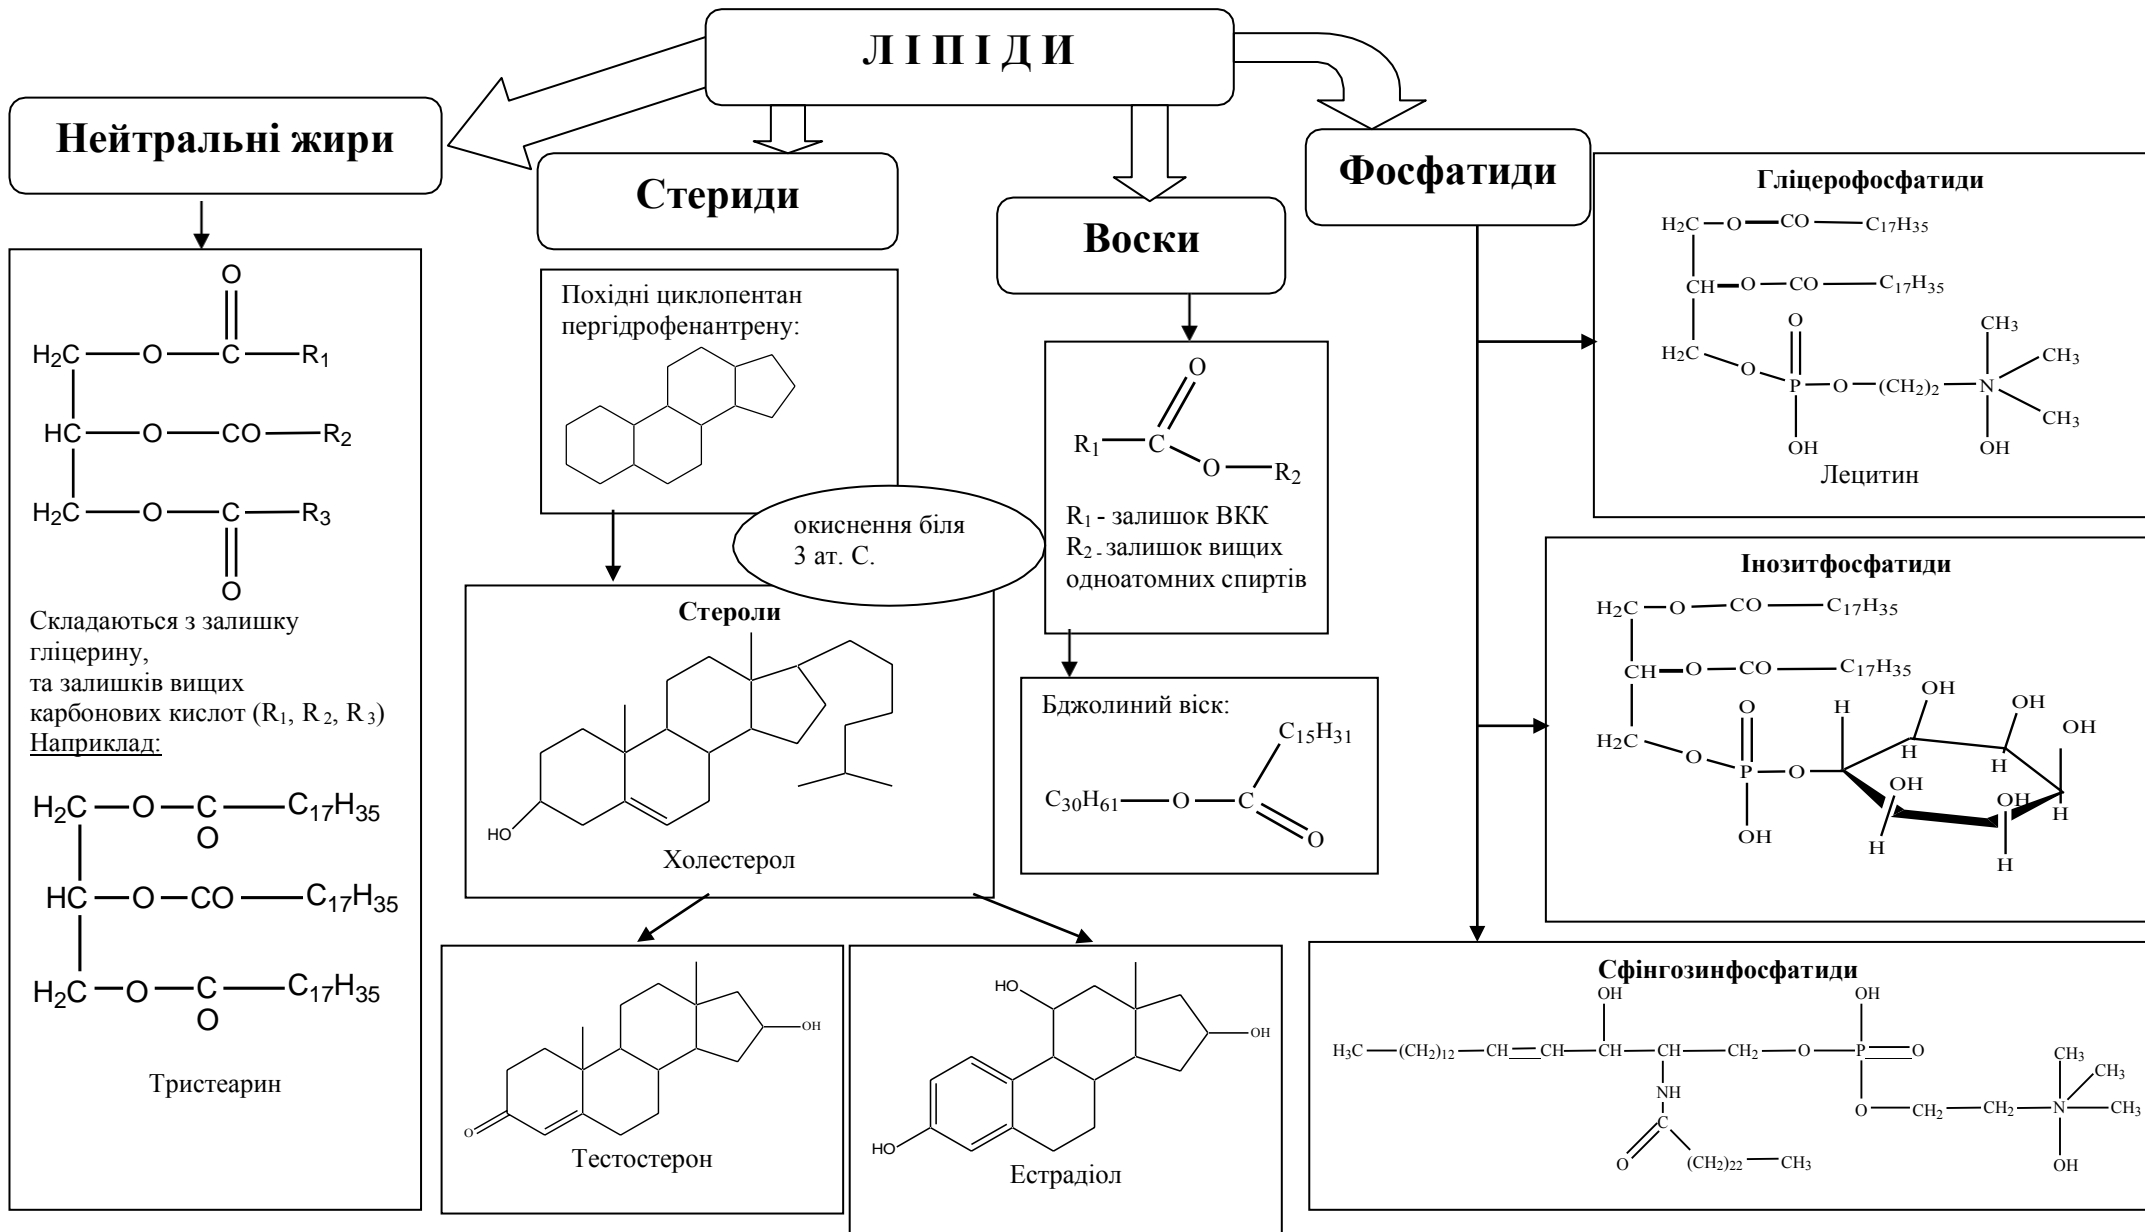 Л І П І Д И
Нейтральні жири
Стериди
Воски
Фосфатиди
O
H2C O C R1
HC O CO R2
H2C O C R3
O
Складаються з залишку
гліцерину,
та залишків вищих
карбонових кислот (R1, R2, R3)
Наприклад:
H2C O C C17H35
O
HC O CO C17H35
H2C O C C17H35
O
Тристеарин
Похідні циклопентан
пергідрофенантрену:
окиснення біля
3 ат. С.
Стероли
HO
Холестерол
OH
O
Тестостерон
HO
OH
HO
Естрадіол
O
R1 C
O R2
R1 - залишок ВКК
R2 - залишок вищих
одноатомних спиртів
Бджолиний віск:
C15H31
C30H61 O C
O
Гліцерофосфатиди
H2C O CO C17H35
CH O CO C17H35
O CH3
H2C CH3
O P O (CH2)2 N
CH3
OH OH
Лецитин
Інозитфосфатиди
H2C O CO C17H35
CH O CO C17H35
OH
O H OH
OH
H2C H
O P O H
OH OH
OH H
H H
Сфінгозинфосфатиди
OH OH
H3C (CH2)12 CH CH CH CH CH2 O P O
CH3
NH CH3
O CH2 CH2 N CH3
C
O (CH2)22 CH3 OH